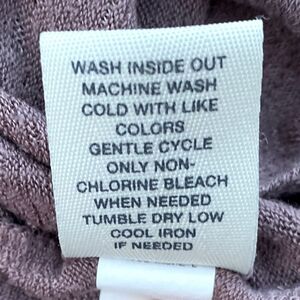 WASH INSIDE OUT
MACHINE WASH
COLD WITH LIKE
COLORS
GENTLE CYCLE
ONLY NON-
CHLORINE BLEACH
WHEN NEEDED
TUMBLE DRY LOW
COOL IRON
IF NEEDED